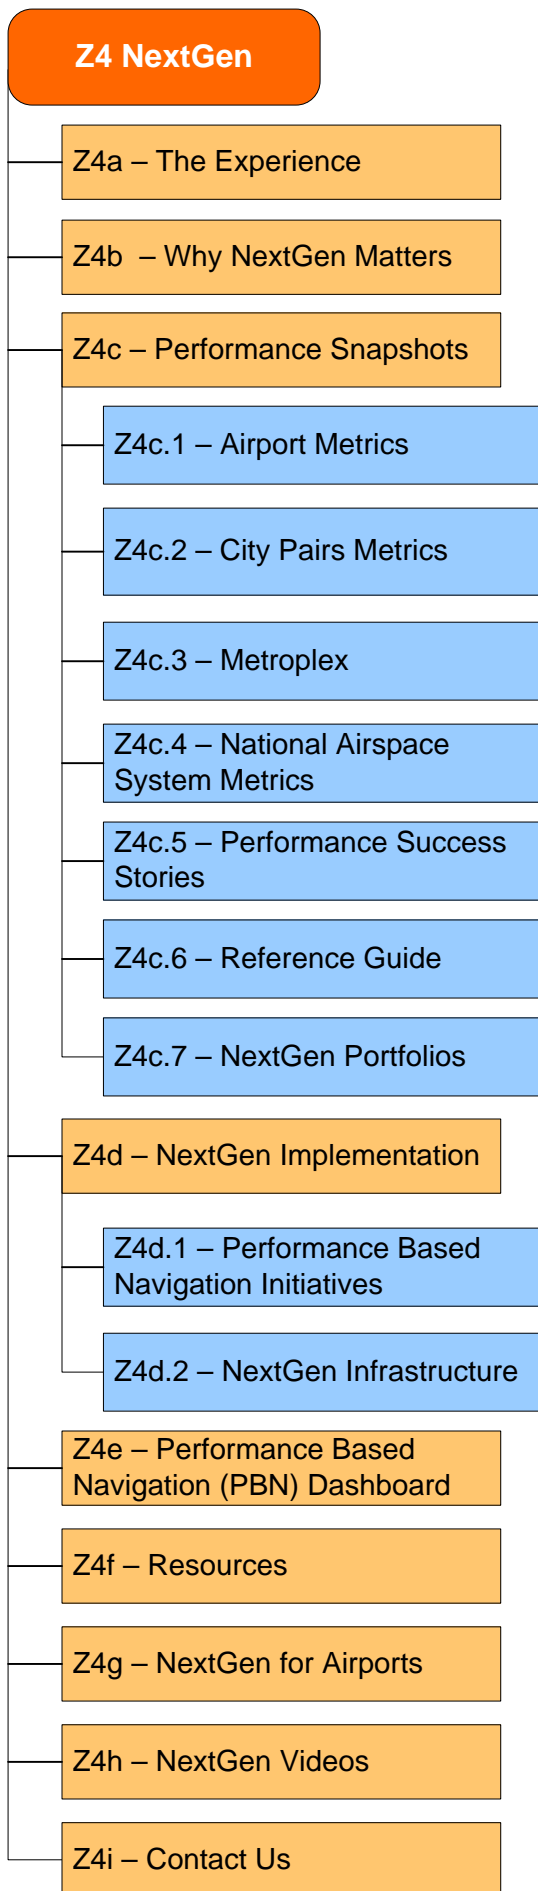 Z4 NextGen
Z4a – The Experience
Z4b – Why NextGen Matters
Z4c – Performance Snapshots
Z4c.1 – Airport Metrics
Z4c.2 – City Pairs Metrics
Z4c.3 – Metroplex
Z4c.4 – National Airspace
System Metrics
Z4c.5 – Performance Success
Stories
Z4c.6 – Reference Guide
Z4c.7 – NextGen Portfolios
Z4d – NextGen Implementation
Z4d.1 – Performance Based
Navigation Initiatives
Z4d.2 – NextGen Infrastructure
Z4e – Performance Based
Navigation (PBN) Dashboard
Z4f – Resources
Z4g – NextGen for Airports
Z4h – NextGen Videos
Z4i – Contact Us